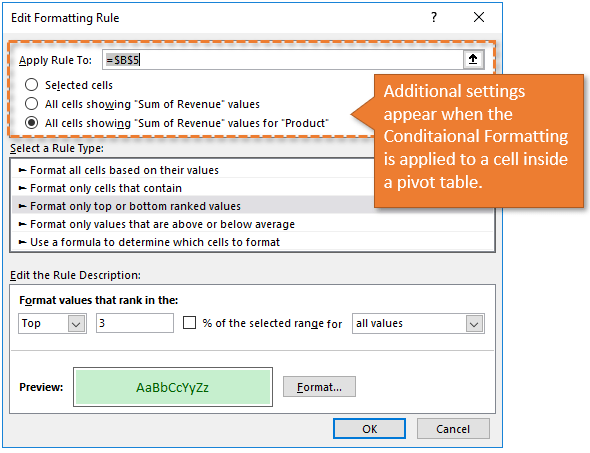 Edit Formatting Rule
Apply Rule To: =$B$5
Selected cells
All cells showing "Sum of Revenue" values
All cells showing "Sum of Revenue" values for "Product"
Additional settings
appear when the
Conditaional Formatting
is applied to a cell inside
a pivot table.
Select a Rule Type:
► Format all cells based on their values
► Format only cells that contain
► Format only top or bottom ranked values
► Format only values that are above or below average
► Use a formula to determine which cells to format
Edit the Rule Description:
Format values that rank in the:
Top 3 % of the selected range for all values
Preview: AaBbCcYyZz Format...
OK Cancel